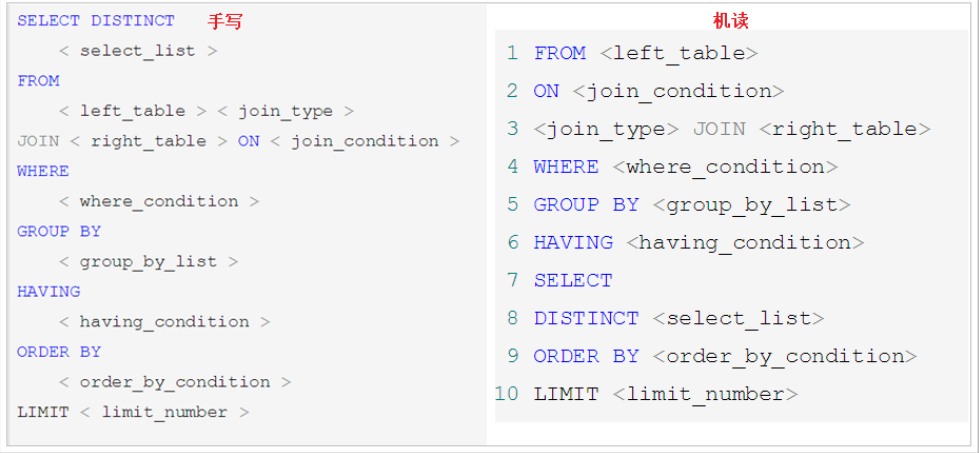 SELECT DISTINCT 手写
< select_list >
FROM
< left_table > < join_type >
JOIN < right_table > ON < join_condition >
WHERE
< where_condition >
GROUP BY
< group_by_list >
HAVING
< having_condition >
ORDER BY
< order_by_condition >
LIMIT < limit_number >
机读
1 FROM <left_table>
2 ON <join_condition>
3 <join_type> JOIN <right_table>
4 WHERE <where_condition>
5 GROUP BY <group_by_list>
6 HAVING <having_condition>
7 SELECT
8 DISTINCT <select_list>
9 ORDER BY <order_by_condition>
10 LIMIT <limit_number>